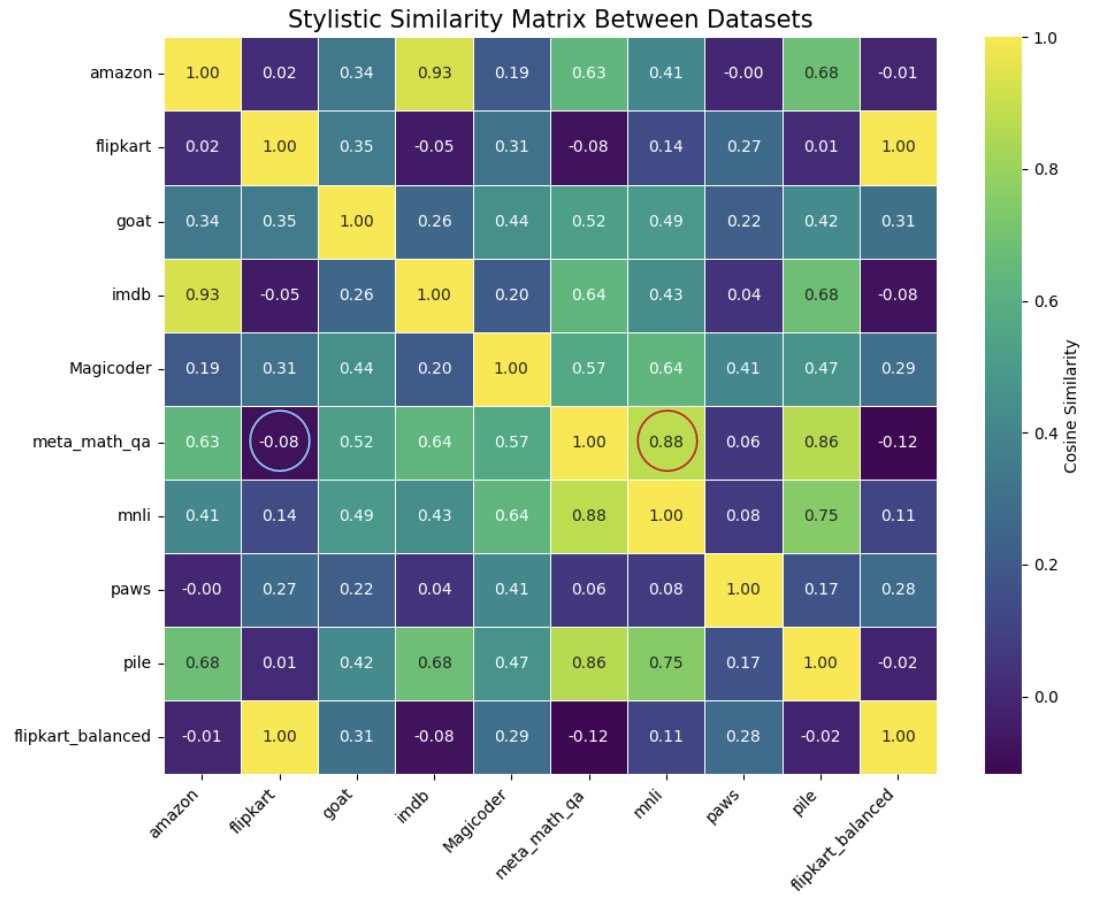 Stylistic Similarity Matrix Between Datasets
amazon 1.00 0.02 0.34 0.93 0.19 0.63 0.41 -0.00 0.68 -0.01
flipkart 0.02 1.00 0.35 -0.05 0.31 -0.08 0.14 0.27 0.01 1.00
goat 0.34 0.35 1.00 0.26 0.44 0.52 0.49 0.22 0.42 0.31
imdb 0.93 -0.05 0.26 1.00 0.20 0.64 0.43 0.04 0.68 -0.08
Magicoder 0.19 0.31 0.44 0.20 1.00 0.57 0.64 0.41 0.47 0.29
meta_math_qa 0.63 -0.08 0.52 0.64 0.57 1.00 0.88 0.06 0.86 -0.12
mnli 0.41 0.14 0.49 0.43 0.64 0.88 1.00 0.08 0.75 0.11
paws -0.00 0.27 0.22 0.04 0.41 0.06 0.08 1.00 0.17 0.28
pile 0.68 0.01 0.42 0.68 0.47 0.86 0.75 0.17 1.00 -0.02
flipkart_balanced -0.01 1.00 0.31 -0.08 0.29 -0.12 0.11 0.28 -0.02 1.00
amazon flipkart goat imdb Magicoder meta_math_qa mnli paws pile flipkart_balanced
1.0
0.8
0.6
0.4
0.2
0.0
Cosine Similarity